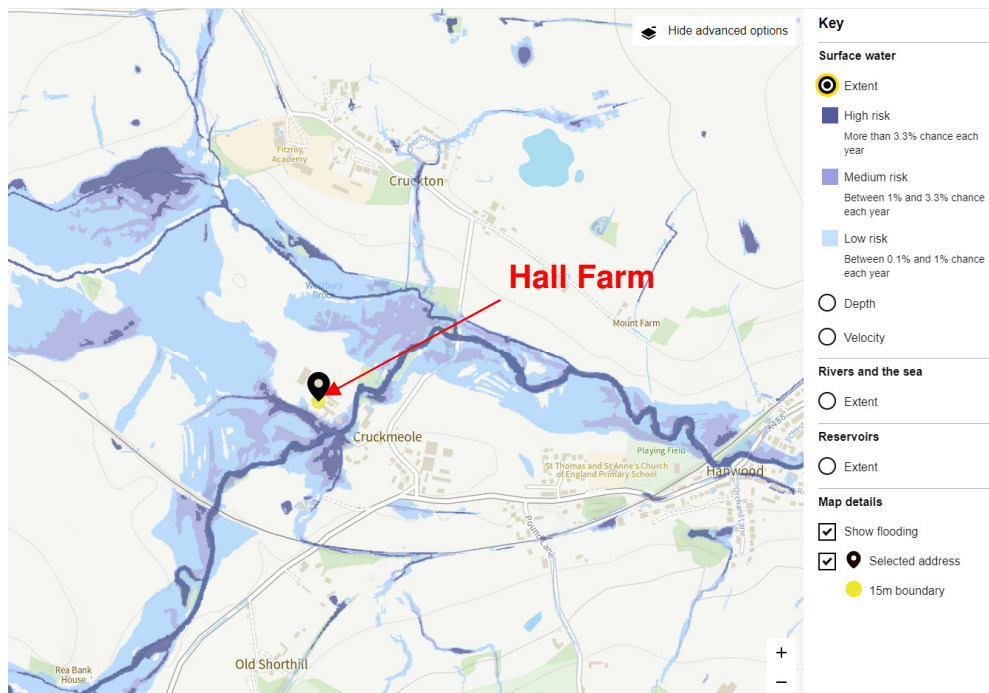 Hide advanced options
Fitzroy
Academy
Cruckton
Westbury
Brook
Hall Farm
Mount Farm
Cruckmeole
A488
Playing Field
St Thomas and St Anne's Church
of England Primary School
Hanwood
Orchard Lane
Pound Lane
Rea Bank
House
Old Shorthill
+
−
Key
Surface water
Extent
High risk
More than 3.3% chance each
year
Medium risk
Between 1% and 3.3% chance
each year
Low risk
Between 0.1% and 1% chance
each year
Depth
Velocity
Rivers and the sea
Extent
Reservoirs
Extent
Map details
Show flooding
Selected address
15m boundary